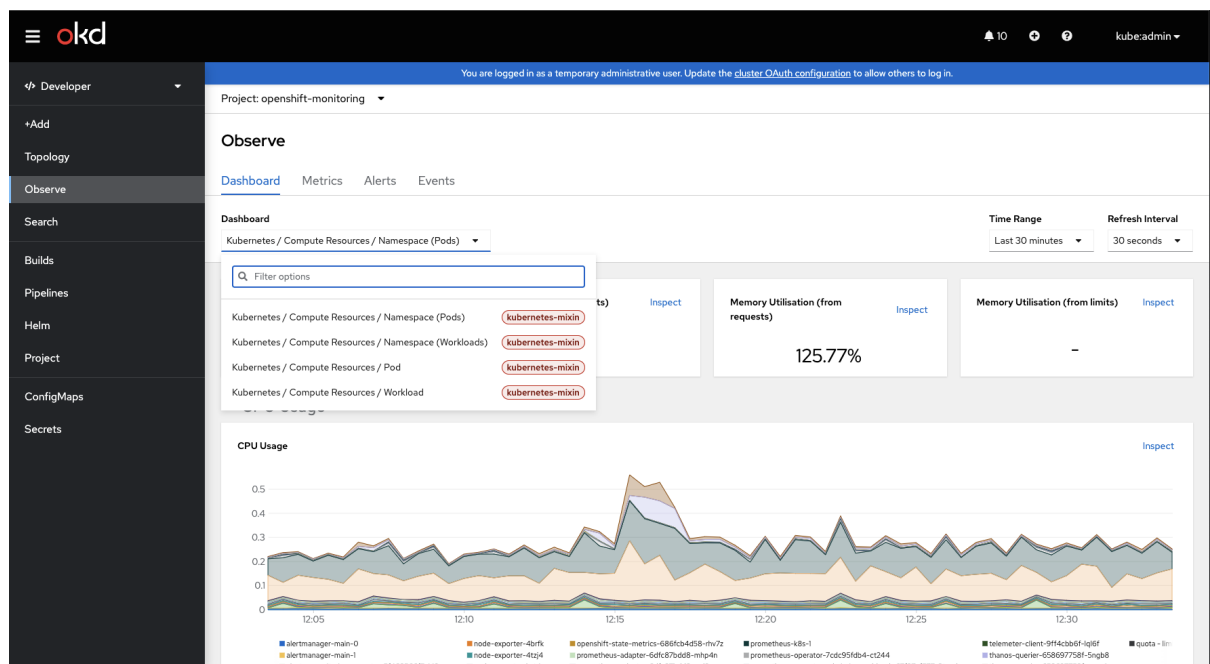 okd
10
kube:admin
You are logged in as a temporary administrative user. Update the cluster OAuth configuration to allow others to log in.
Developer
+Add
Topology
Observe
Search
Builds
Pipelines
Helm
Project
ConfigMaps
Secrets
Project: openshift-monitoring
Observe
Dashboard Metrics Alerts Events
Dashboard
Kubernetes / Compute Resources / Namespace (Pods)
Time Range
Last 30 minutes
Refresh Interval
30 seconds
Filter options
Kubernetes / Compute Resources / Namespace (Pods) kubernetes-mixin
Kubernetes / Compute Resources / Namespace (Workloads) kubernetes-mixin
Kubernetes / Compute Resources / Pod kubernetes-mixin
Kubernetes / Compute Resources / Workload kubernetes-mixin
ts) Inspect
Memory Utilisation (from
requests)
Inspect
125.77%
Memory Utilisation (from limits) Inspect
-
CPU Usage Inspect
0.5
0.4
0.3
0.2
0.1
0
12:05 12:10 12:15 12:20 12:25 12:30
alertmanager-main-0 node-exporter-4brfk openshift-state-metrics-686fcb4d58-rhv7z prometheus-k8s-1 telemeter-client-9ff4cbb6f-lql6f quota - 
alertmanager-main-1 node-exporter-4tzj4 prometheus-adapter-6dfc87bdd8-mhp4n prometheus-operator-7cdc95fdb4-ct244 thanos-querier-658697758f-5ngb8